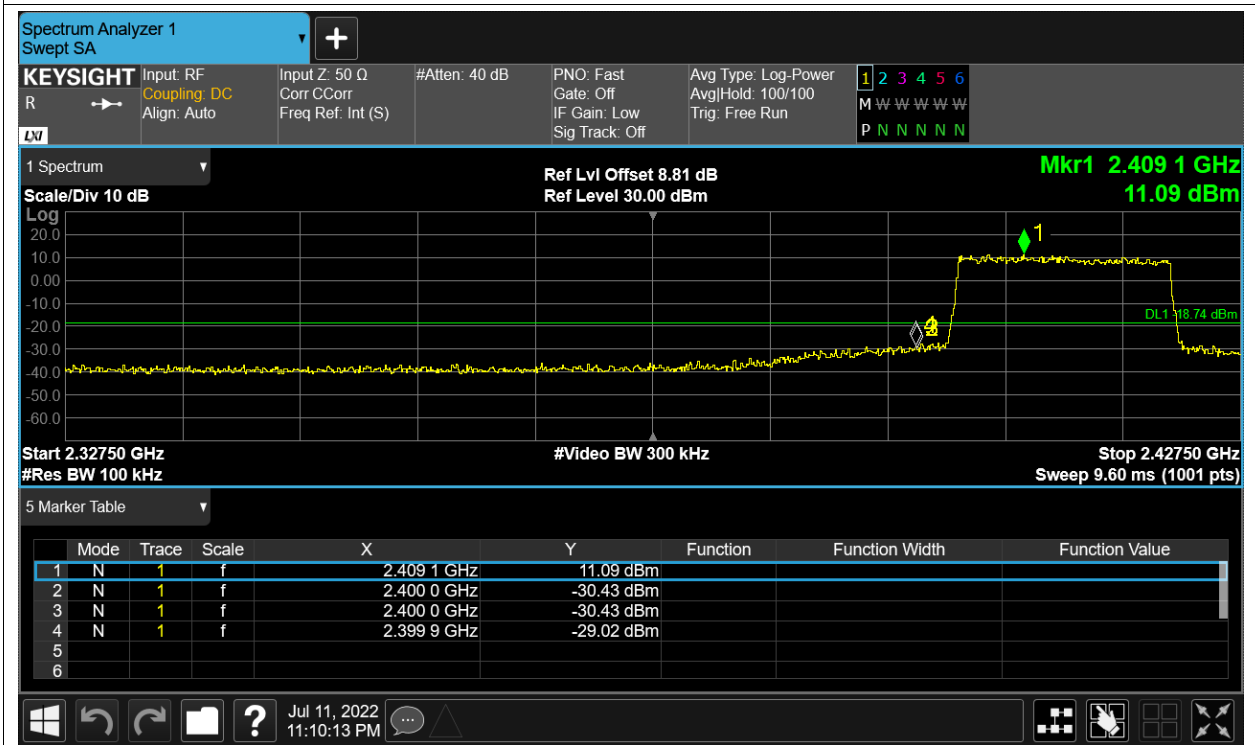 Spectrum Analyzer 1
Swept SA
KEYSIGHT
R
LXI
Input: RF
Coupling: DC
Align: Auto
Input Z: 50 Ω
Corr CCorr
Freq Ref: Int (S)
#Atten: 40 dB
PNO: Fast
Gate: Off
IF Gain: Low
Sig Track: Off
Avg Type: Log-Power
Avg|Hold: 100/100
Trig: Free Run
1 2 3 4 5 6
M W W W W W
P N N N N N
1 Spectrum
Scale/Div 10 dB
Ref Lvl Offset 8.81 dB
Ref Level 30.00 dBm
Mkr1 2.409 1 GHz
11.09 dBm
Log
20.0
10.0
0.00
-10.0
-20.0
-30.0
-40.0
-50.0
-60.0
1
DL1 -18.74 dBm
Start 2.32750 GHz
#Video BW 300 kHz
Stop 2.42750 GHz
#Res BW 100 kHz
Sweep 9.60 ms (1001 pts)
5 Marker Table
Mode Trace Scale X Y Function Function Width Function Value
1 N 1 f 2.409 1 GHz 11.09 dBm
2 N 1 f 2.400 0 GHz -30.43 dBm
3 N 1 f 2.400 0 GHz -30.43 dBm
4 N 1 f 2.399 9 GHz -29.02 dBm
5
6
?
Jul 11, 2022
11:10:13 PM